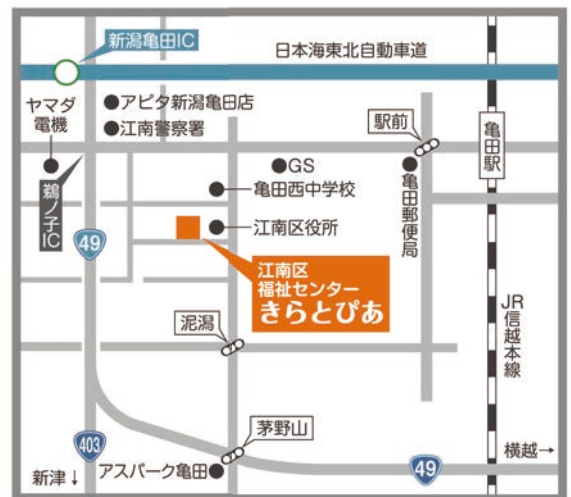 新潟亀田IC
日本海東北自動車道
ヤマダ
電機
●アピタ新潟亀田店
●江南警察署
駅前
亀田駅
鵜ノ子IC
●GS
亀田西中学校
亀田郵便局
江南区役所
49
江南区
福祉センター
きらとぴあ
泥潟
JR信越本線
403
茅野山
横越→
新津↓
アスパーク亀田●
49